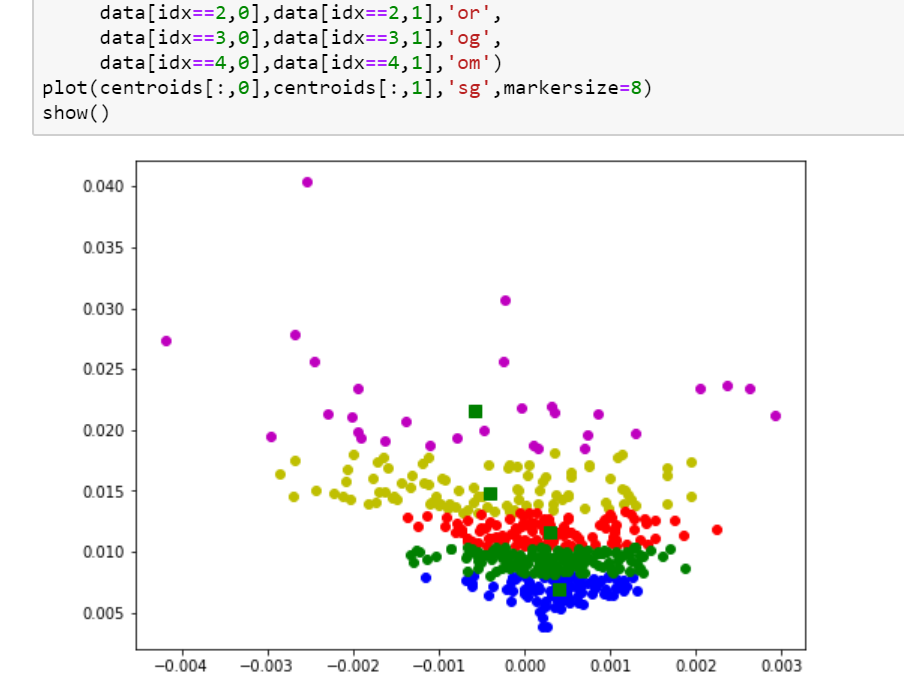 data[idx==2,0],data[idx==2,1],'or',
data[idx==3,0],data[idx==3,1],'og',
data[idx==4,0],data[idx==4,1],'om')
plot(centroids[:,0],centroids[:,1],'sg',markersize=8)
show()
0.040
0.035
0.030
0.025
0.020
0.015
0.010
0.005
−0.004 −0.003 −0.002 −0.001 0.000 0.001 0.002 0.003